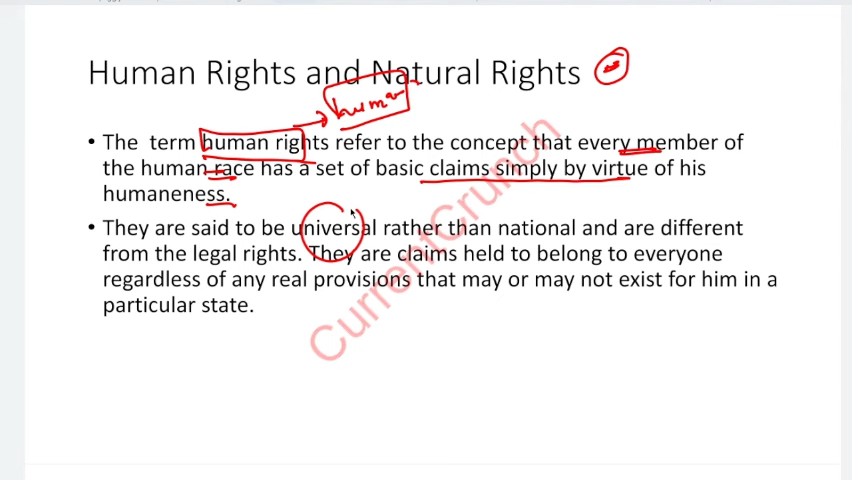 Human Rights and Natural Rights
human
• The term human rights refer to the concept that every member of
the human race has a set of basic claims simply by virtue of his
humaneness.
• They are said to be universal rather than national and are different
from the legal rights. They are claims held to belong to everyone
regardless of any real provisions that may or may not exist for him in a
particular state.
CurrentCrunch